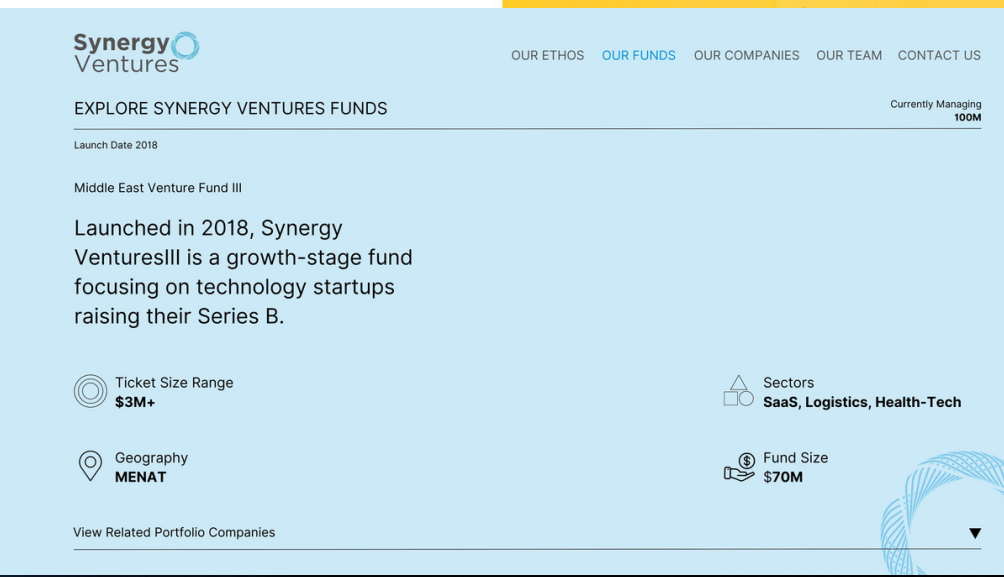 Synergy
Ventures
OUR ETHOS OUR FUNDS OUR COMPANIES OUR TEAM CONTACT US
EXPLORE SYNERGY VENTURES FUNDS
Currently Managing
100M
Launch Date 2018
Middle East Venture Fund III
Launched in 2018, Synergy
VenturesIII is a growth-stage fund
focusing on technology startups
raising their Series B.
Ticket Size Range
$3M+
Sectors
SaaS, Logistics, Health-Tech
Geography
MENAT
$
Fund Size
$70M
View Related Portfolio Companies